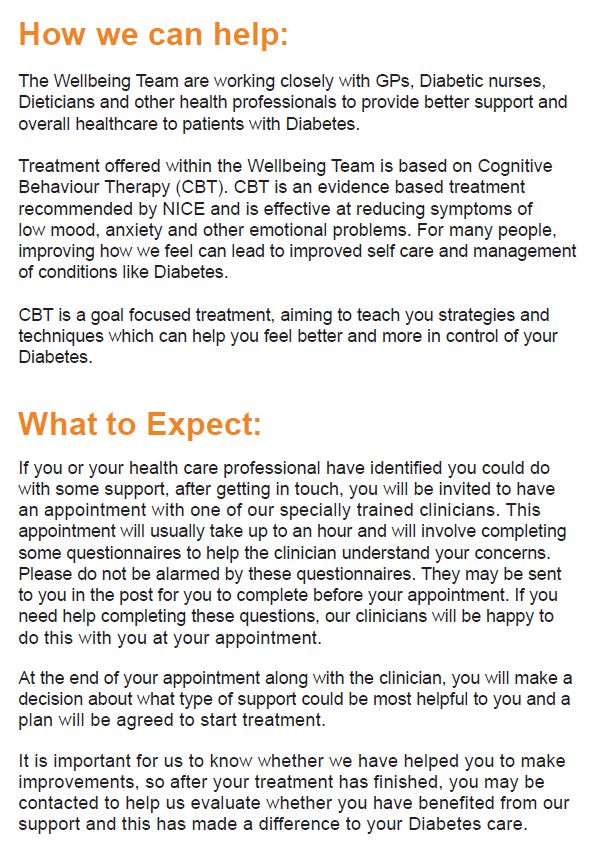 How we can help:
The Wellbeing Team are working closely with GPs, Diabetic nurses,
Dieticians and other health professionals to provide better support and
overall healthcare to patients with Diabetes.
Treatment offered within the Wellbeing Team is based on Cognitive
Behaviour Therapy (CBT). CBT is an evidence based treatment
recommended by NICE and is effective at reducing symptoms of
low mood, anxiety and other emotional problems. For many people,
improving how we feel can lead to improved self care and management
of conditions like Diabetes.
CBT is a goal focused treatment, aiming to teach you strategies and
techniques which can help you feel better and more in control of your
Diabetes.
What to Expect:
If you or your health care professional have identified you could do
with some support, after getting in touch, you will be invited to have
an appointment with one of our specially trained clinicians. This
appointment will usually take up to an hour and will involve completing
some questionnaires to help the clinician understand your concerns.
Please do not be alarmed by these questionnaires. They may be sent
to you in the post for you to complete before your appointment. If you
need help completing these questions, our clinicians will be happy to
do this with you at your appointment.
At the end of your appointment along with the clinician, you will make a
decision about what type of support could be most helpful to you and a
plan will be agreed to start treatment.
It is important for us to know whether we have helped you to make
improvements, so after your treatment has finished, you may be
contacted to help us evaluate whether you have benefited from our
support and this has made a difference to your Diabetes care.